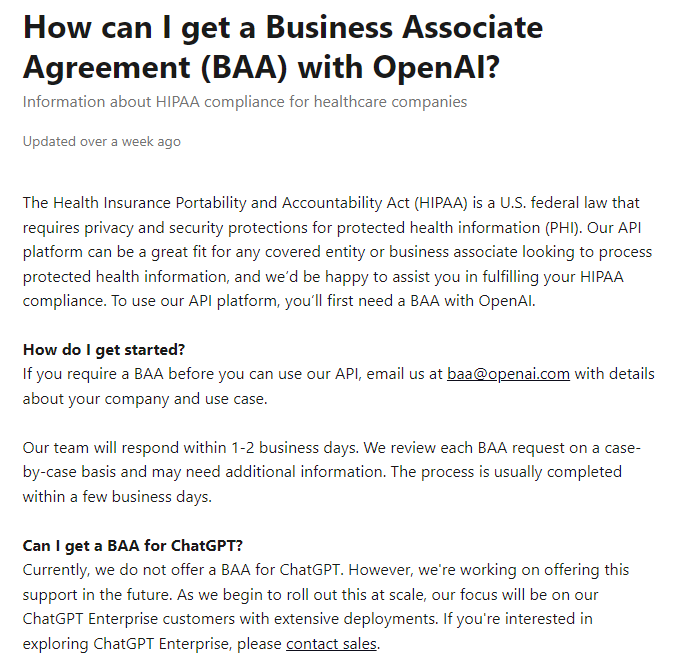 How can I get a Business Associate
Agreement (BAA) with OpenAI?
Information about HIPAA compliance for healthcare companies
Updated over a week ago
The Health Insurance Portability and Accountability Act (HIPAA) is a U.S. federal law that
requires privacy and security protections for protected health information (PHI). Our API
platform can be a great fit for any covered entity or business associate looking to process
protected health information, and we’d be happy to assist you in fulfilling your HIPAA
compliance. To use our API platform, you’ll first need a BAA with OpenAI.
How do I get started?
If you require a BAA before you can use our API, email us at baa@openai.com with details
about your company and use case.
Our team will respond within 1-2 business days. We review each BAA request on a case-
by-case basis and may need additional information. The process is usually completed
within a few business days.
Can I get a BAA for ChatGPT?
Currently, we do not offer a BAA for ChatGPT. However, we're working on offering this
support in the future. As we begin to roll out this at scale, our focus will be on our
ChatGPT Enterprise customers with extensive deployments. If you're interested in
exploring ChatGPT Enterprise, please contact sales.